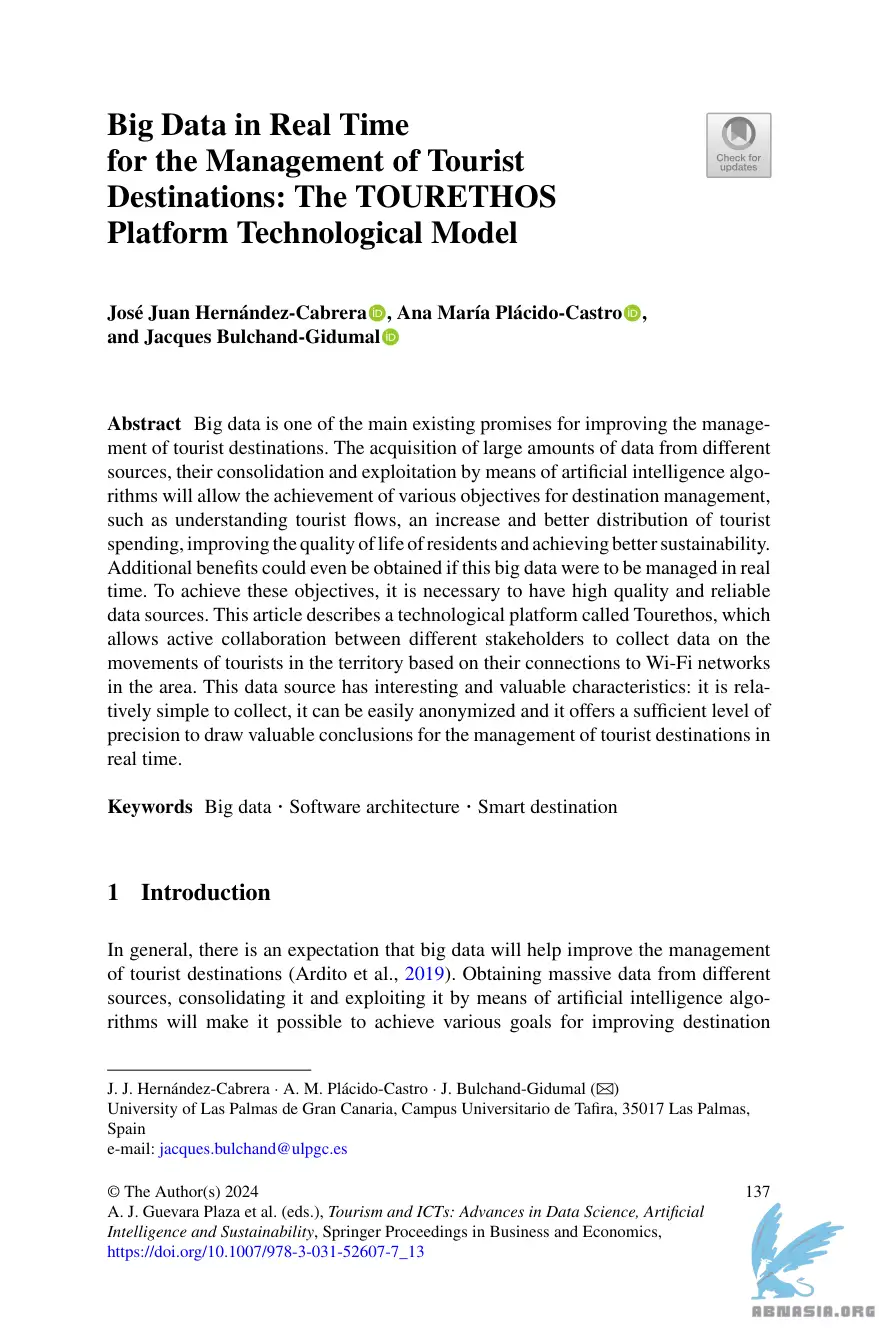 Big Data in Real Time
for the Management of Tourist
Destinations: The TOURETHOS
Platform Technological Model
Check for
updates
José Juan Hernández-Cabrera iD, Ana María Plácido-Castro iD,
and Jacques Bulchand-Gidumal iD
Abstract Big data is one of the main existing promises for improving the manage-
ment of tourist destinations. The acquisition of large amounts of data from different
sources, their consolidation and exploitation by means of artificial intelligence algo-
rithms will allow the achievement of various objectives for destination management,
such as understanding tourist flows, an increase and better distribution of tourist
spending, improving the quality of life of residents and achieving better sustainability.
Additional benefits could even be obtained if this big data were to be managed in real
time. To achieve these objectives, it is necessary to have high quality and reliable
data sources. This article describes a technological platform called Tourethos, which
allows active collaboration between different stakeholders to collect data on the
movements of tourists in the territory based on their connections to Wi-Fi networks
in the area. This data source has interesting and valuable characteristics: it is rela-
tively simple to collect, it can be easily anonymized and it offers a sufficient level of
precision to draw valuable conclusions for the management of tourist destinations in
real time.
Keywords Big data · Software architecture · Smart destination
1 Introduction
In general, there is an expectation that big data will help improve the management
of tourist destinations (Ardito et al., 2019). Obtaining massive data from different
sources, consolidating it and exploiting it by means of artificial intelligence algo-
rithms will make it possible to achieve various goals for improving destination
J. J. Hernández-Cabrera · A. M. Plácido-Castro · J. Bulchand-Gidumal (✉)
University of Las Palmas de Gran Canaria, Campus Universitario de Tafira, 35017 Las Palmas,
Spain
e-mail: jacques.bulchand@ulpgc.es
© The Author(s) 2024 137
A. J. Guevara Plaza et al. (eds.), Tourism and ICTs: Advances in Data Science, Artificial
Intelligence and Sustainability, Springer Proceedings in Business and Economics,
https://doi.org/10.1007/978-3-031-52607-7_13
ABNASIA.ORG